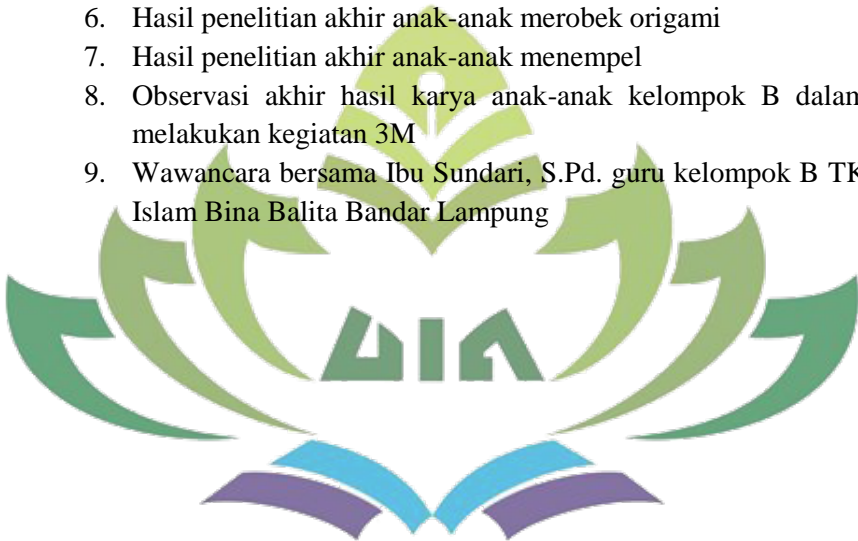 6. Hasil penelitian akhir anak-anak merobek origami
7. Hasil penelitian akhir anak-anak menempel
8. Observasi akhir hasil karya anak-anak kelompok B dalam
melakukan kegiatan 3M
9. Wawancara bersama Ibu Sundari, S.Pd. guru kelompok B TK
Islam Bina Balita Bandar Lampung
UIN